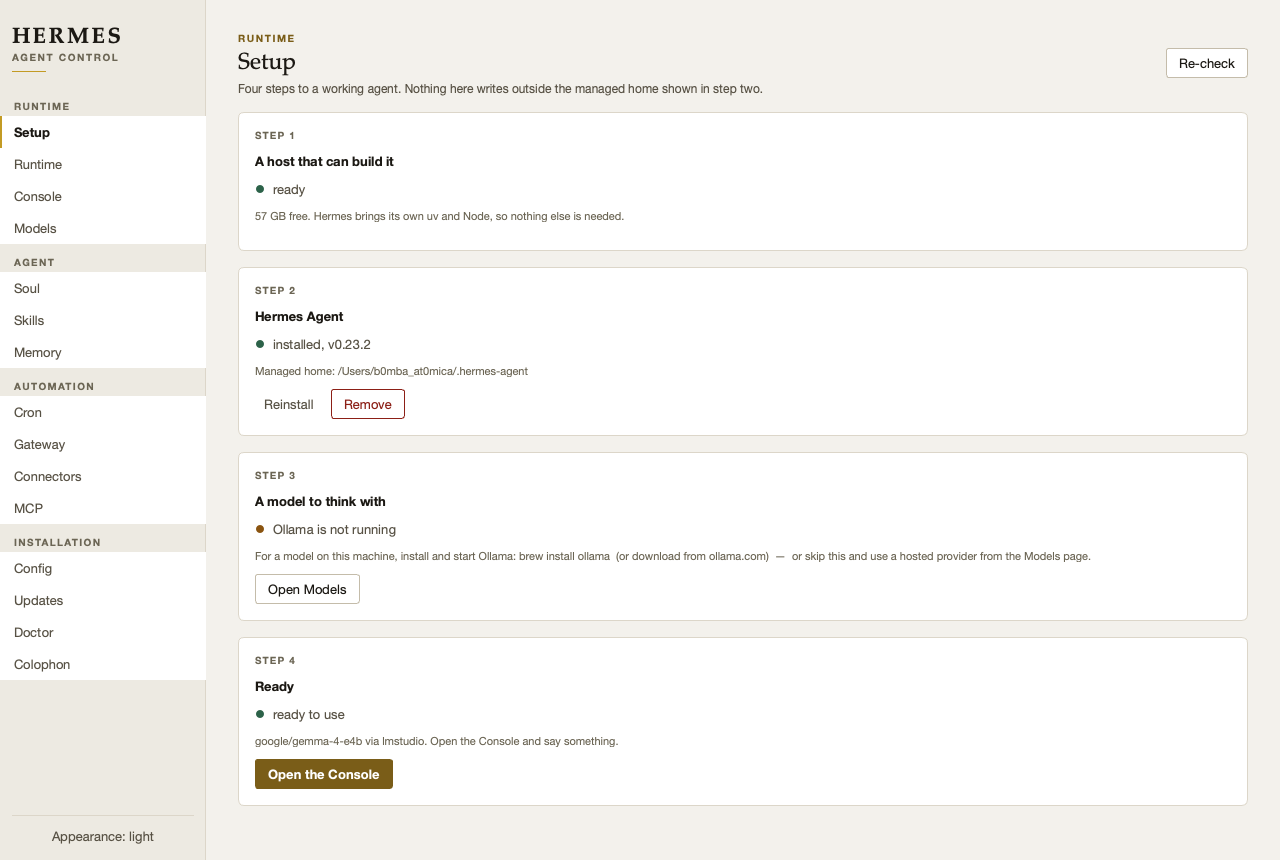 HERMES
AGENT CONTROL
RUNTIME
Setup
Runtime
Console
Models
AGENT
Soul
Skills
Memory
AUTOMATION
Cron
Gateway
Connectors
MCP
INSTALLATION
Config
Updates
Doctor
Colophon
Appearance: light
RUNTIME
Setup
Four steps to a working agent. Nothing here writes outside the managed home shown in step two.
Re-check
STEP 1
A host that can build it
ready
57 GB free. Hermes brings its own uv and Node, so nothing else is needed.
STEP 2
Hermes Agent
installed, v0.23.2
Managed home: /Users/b0mba_at0mica/.hermes-agent
Reinstall
Remove
STEP 3
A model to think with
Ollama is not running
For a model on this machine, install and start Ollama: brew install ollama (or download from ollama.com) — or skip this and use a hosted provider from the Models page.
Open Models
STEP 4
Ready
ready to use
google/gemma-4-e4b via lmstudio. Open the Console and say something.
Open the Console